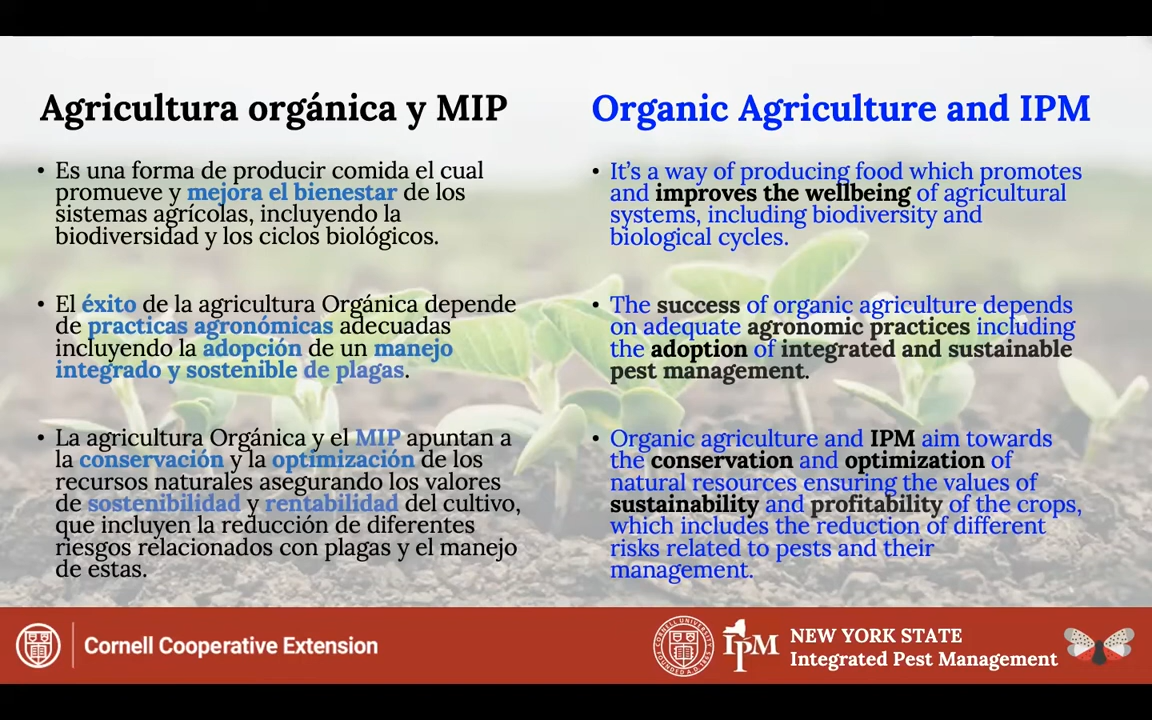 Agricultura orgánica y MIP
• Es una forma de producir comida el cual
promueve y mejora el bienestar de los
sistemas agrícolas, incluyendo la
biodiversidad y los ciclos biológicos.
• El éxito de la agricultura Orgánica depende
de practicas agronómicas adecuadas
incluyendo la adopción de un manejo
integrado y sostenible de plagas.
• La agricultura Orgánica y el MIP apuntan a
la conservación y la optimización de los
recursos naturales asegurando los valores
de sostenibilidad y rentabilidad del cultivo,
que incluyen la reducción de diferentes
riesgos relacionados con plagas y el manejo
de estas.
Organic Agriculture and IPM
• It's a way of producing food which promotes
and improves the wellbeing of agricultural
systems, including biodiversity and
biological cycles.
• The success of organic agriculture depends
on adequate agronomic practices including
the adoption of integrated and sustainable
pest management.
• Organic agriculture and IPM aim towards
the conservation and optimization of
natural resources ensuring the values of
sustainability and profitability of the crops,
which includes the reduction of different
risks related to pests and their
management.
Cornell Cooperative Extension
IPM
NEW YORK STATE
Integrated Pest Management